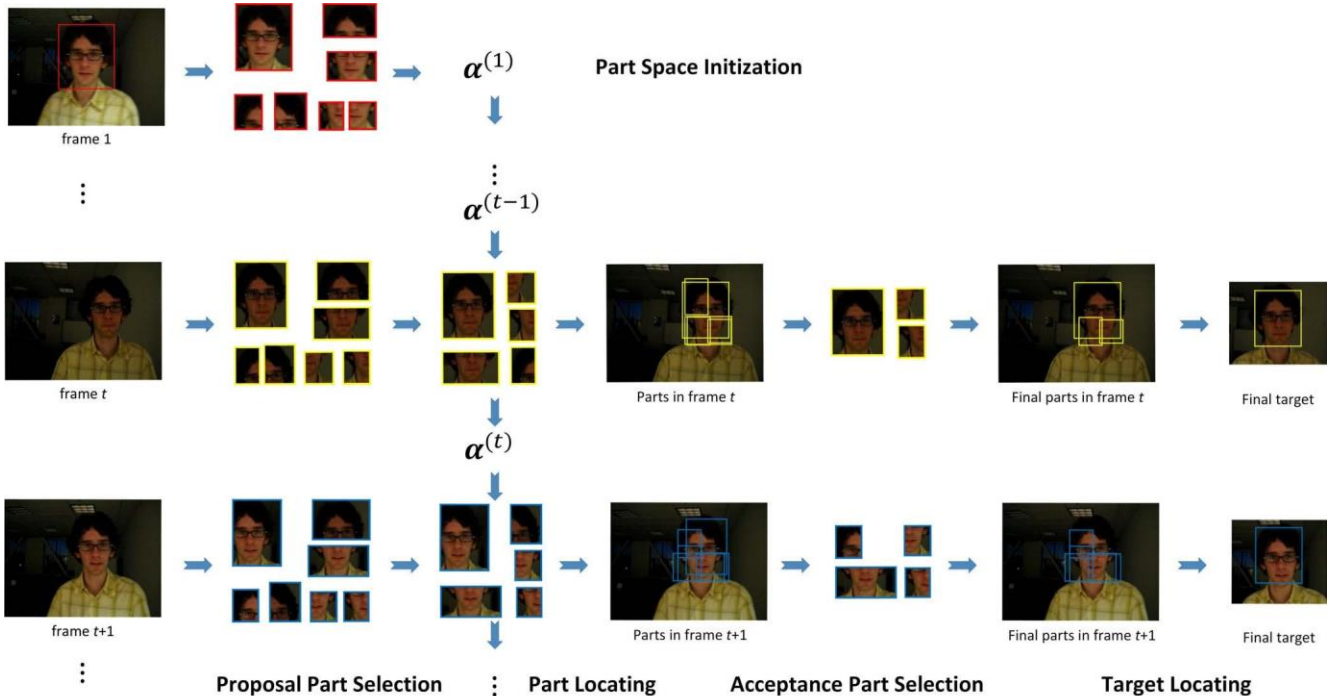 α(1)
Part Space Initization
frame 1
⋮
⋮
α(t−1)
frame t
Parts in frame t
Final parts in frame t
Final target
α(t)
frame t+1
Parts in frame t+1
Final parts in frame t+1
Final target
⋮
Proposal Part Selection
⋮
Part Locating
Acceptance Part Selection
Target Locating